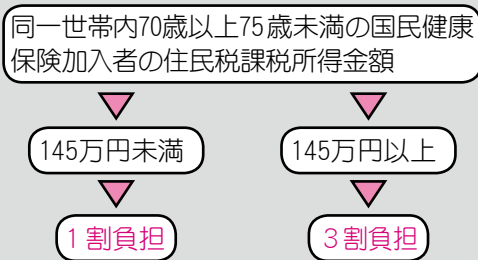 同一世帯内70歳以上75歳未満の国民健康
保険加入者の住民税課税所得金額
145万円未満
145万円以上
1割負担
3割負担